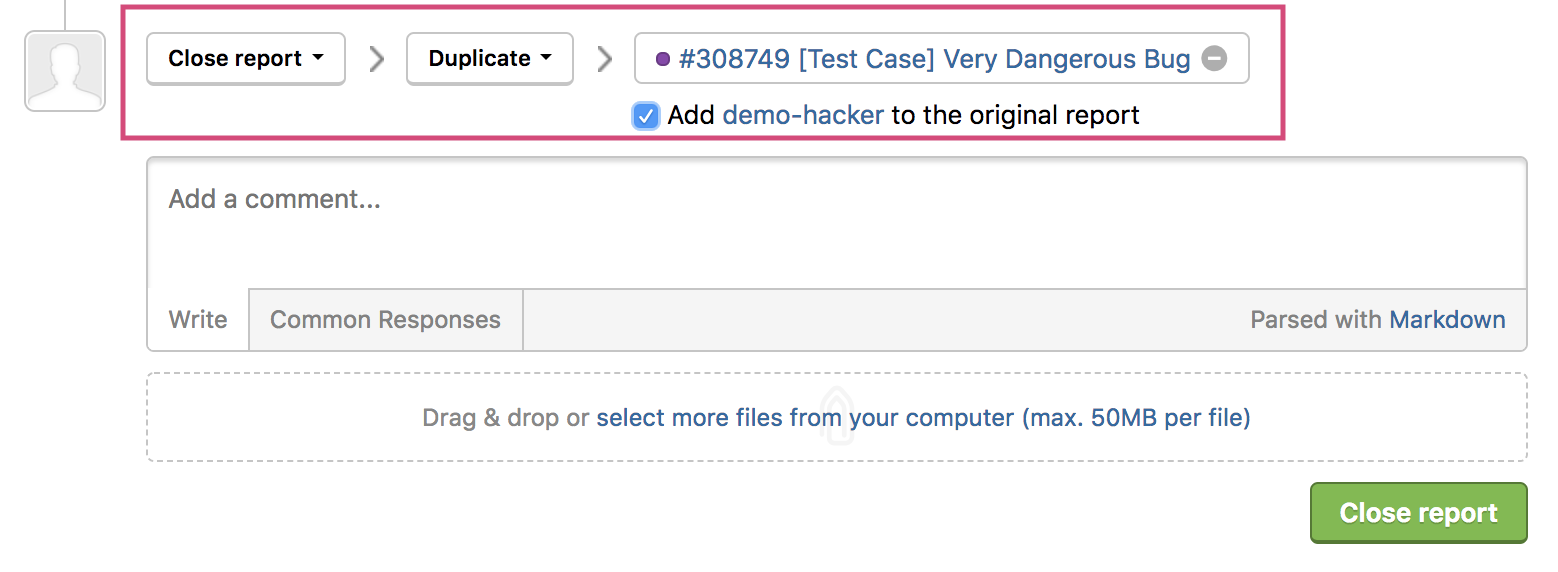 Close report Duplicate #308749 [Test Case] Very Dangerous Bug
Add demo-hacker to the original report
Add a comment...
Write Common Responses Parsed with Markdown
Drag & drop or select more files from your computer (max. 50MB per file)
Close report